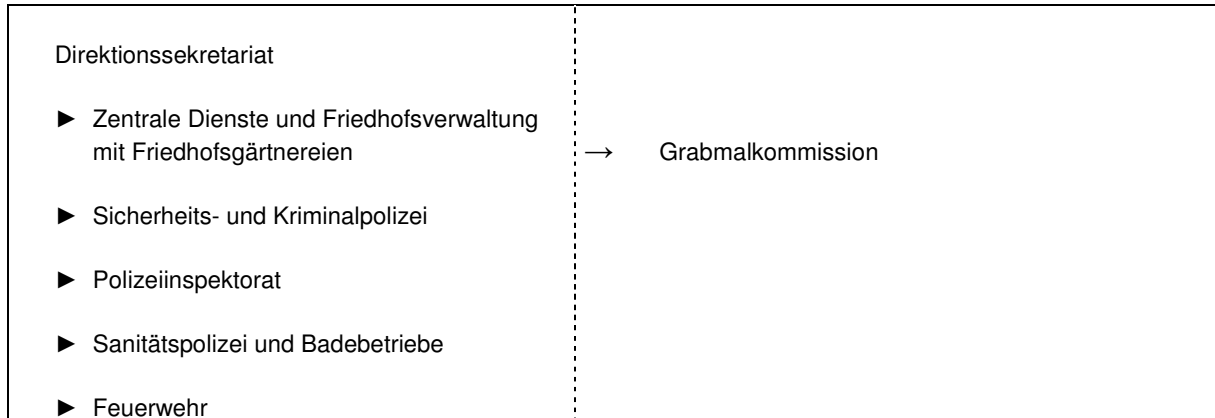 Direktionssekretariat
► Zentrale Dienste und Friedhofsverwaltung
mit Friedhofsgärtnereien
→ Grabmalkommission
► Sicherheits- und Kriminalpolizei
► Polizeiinspektorat
► Sanitätspolizei und Badebetriebe
► Feuerwehr